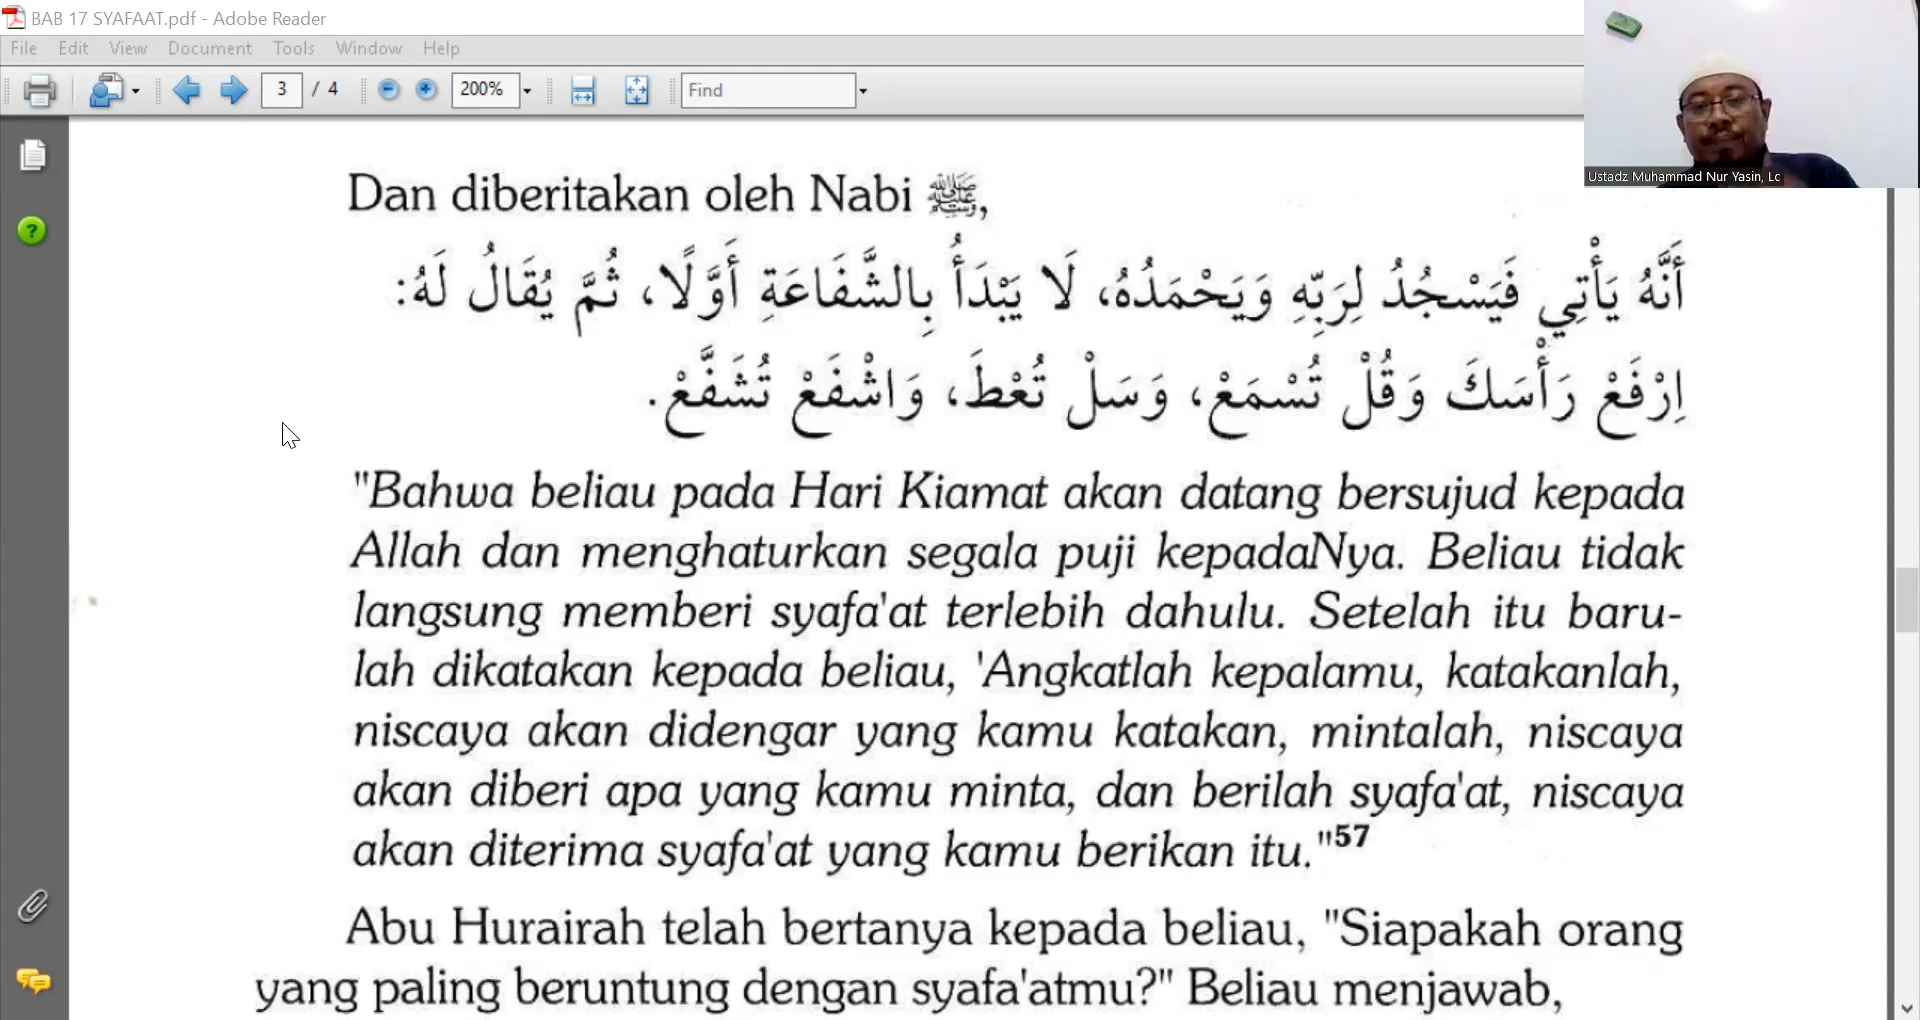 BAB 17 SYAFAAT.pdf - Adobe Reader
File Edit View Document Tools Window Help
3 / 4 200% Find
Ustadz Muhammad Nur Yasin, Lc
Dan diberitakan oleh Nabi ﷺ,
أَنَّهُ يَأْتِي فَيَسْجُدُ لِرَبِّهِ وَيَحْمَدُهُ، لَا يَبْدَأُ بِالشَّفَاعَةِ أَوَّلًا، ثُمَّ يُقَالُ لَهُ:
اِرْفَعْ رَأْسَكَ وَقُلْ تُسْمَعْ، وَسَلْ تُعْطَ، وَاشْفَعْ تُشَفَّعْ.
"Bahwa beliau pada Hari Kiamat akan datang bersujud kepada
Allah dan menghaturkan segala puji kepadaNya. Beliau tidak
langsung memberi syafa'at terlebih dahulu. Setelah itu baru-
lah dikatakan kepada beliau, 'Angkatlah kepalamu, katakanlah,
niscaya akan didengar yang kamu katakan, mintalah, niscaya
akan diberi apa yang kamu minta, dan berilah syafa'at, niscaya
akan diterima syafa'at yang kamu berikan itu."57
Abu Hurairah telah bertanya kepada beliau, "Siapakah orang
yang paling beruntung dengan syafa'atmu?" Beliau menjawab,